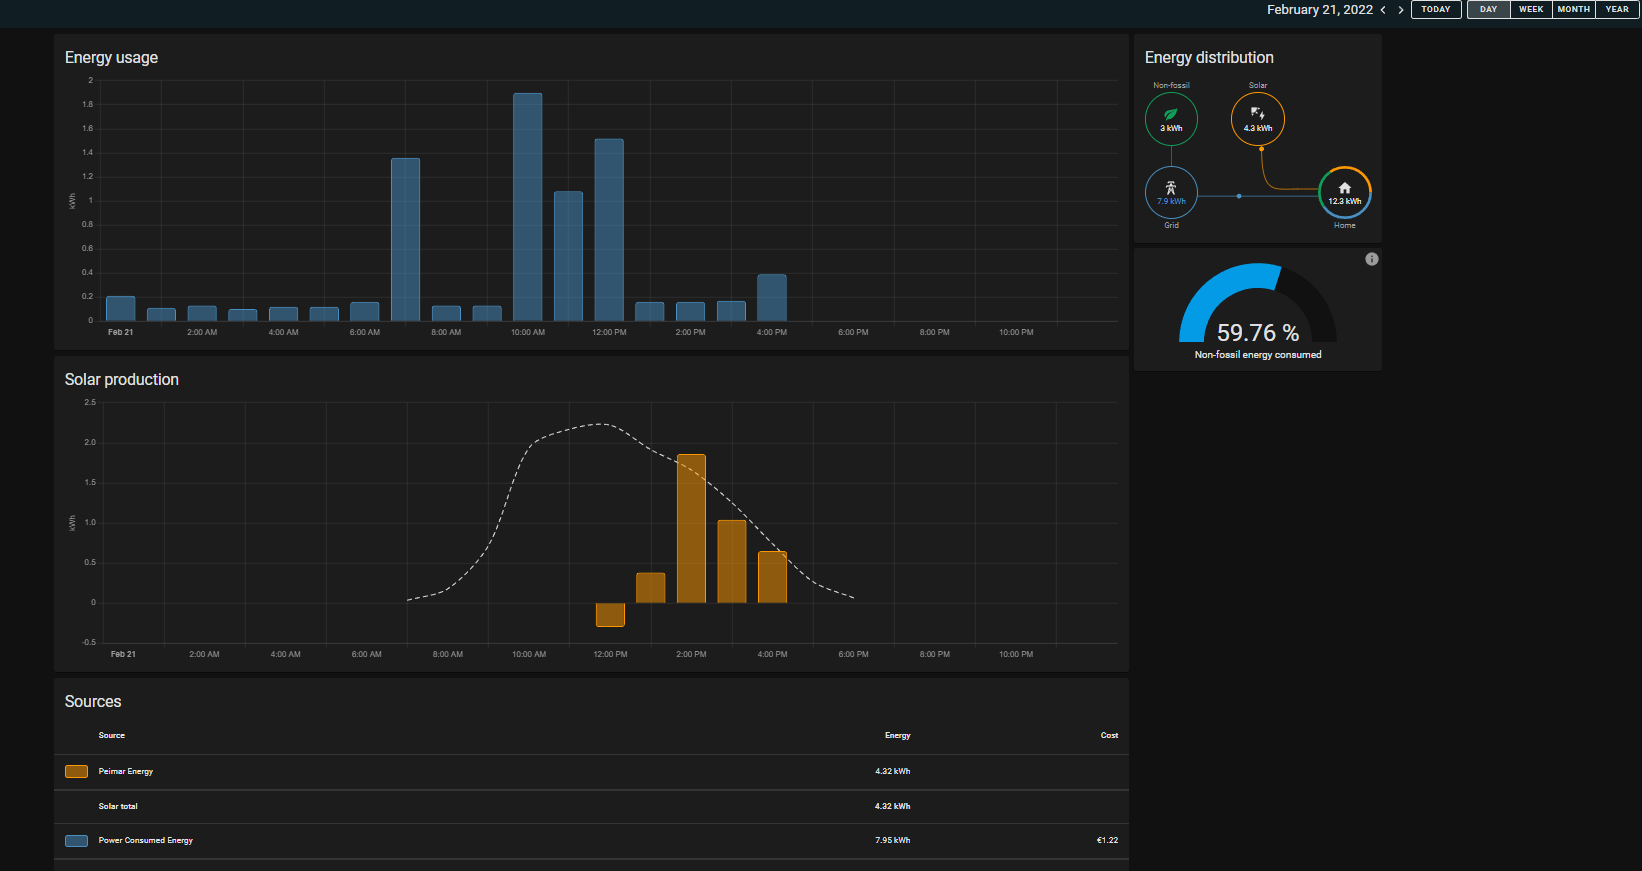 February 21, 2022
TODAY
DAY WEEK MONTH YEAR
Energy usage
kWh
2
1.8
1.6
1.4
1.2
1
0.8
0.6
0.4
0.2
0
Feb 21 2:00 AM 4:00 AM 6:00 AM 8:00 AM 10:00 AM 12:00 PM 2:00 PM 4:00 PM 6:00 PM 8:00 PM 10:00 PM
Energy distribution
Non-fossil Solar
3 kWh 4.3 kWh
7.9 kWh 12.3 kWh
Grid Home
59.76 %
Non-fossil energy consumed
Solar production
kWh
2.5
2.0
1.5
1.0
0.5
0
-0.5
Feb 21 2:00 AM 4:00 AM 6:00 AM 8:00 AM 10:00 AM 12:00 PM 2:00 PM 4:00 PM 6:00 PM 8:00 PM 10:00 PM
Sources
Source Energy Cost
Peimar Energy 4.32 kWh
Solar total 4.32 kWh
Power Consumed Energy 7.95 kWh €1.22